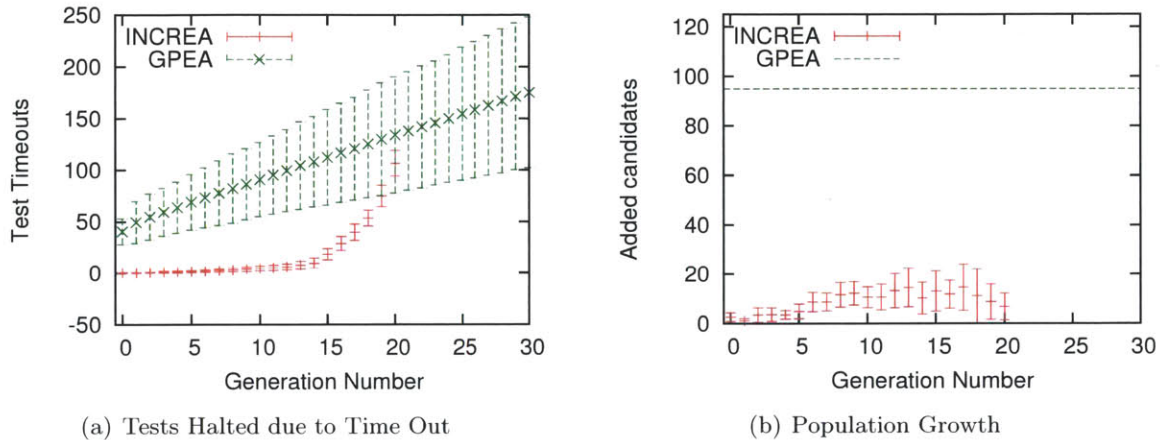 INCREA
GPEA
250
200
150
100
50
0
-50
Test Timeouts
0 5 10 15 20 25 30
Generation Number
(a) Tests Halted due to Time Out
INCREA
GPEA
120
100
80
60
40
20
0
Added candidates
0 5 10 15 20 25 30
Generation Number
(b) Population Growth